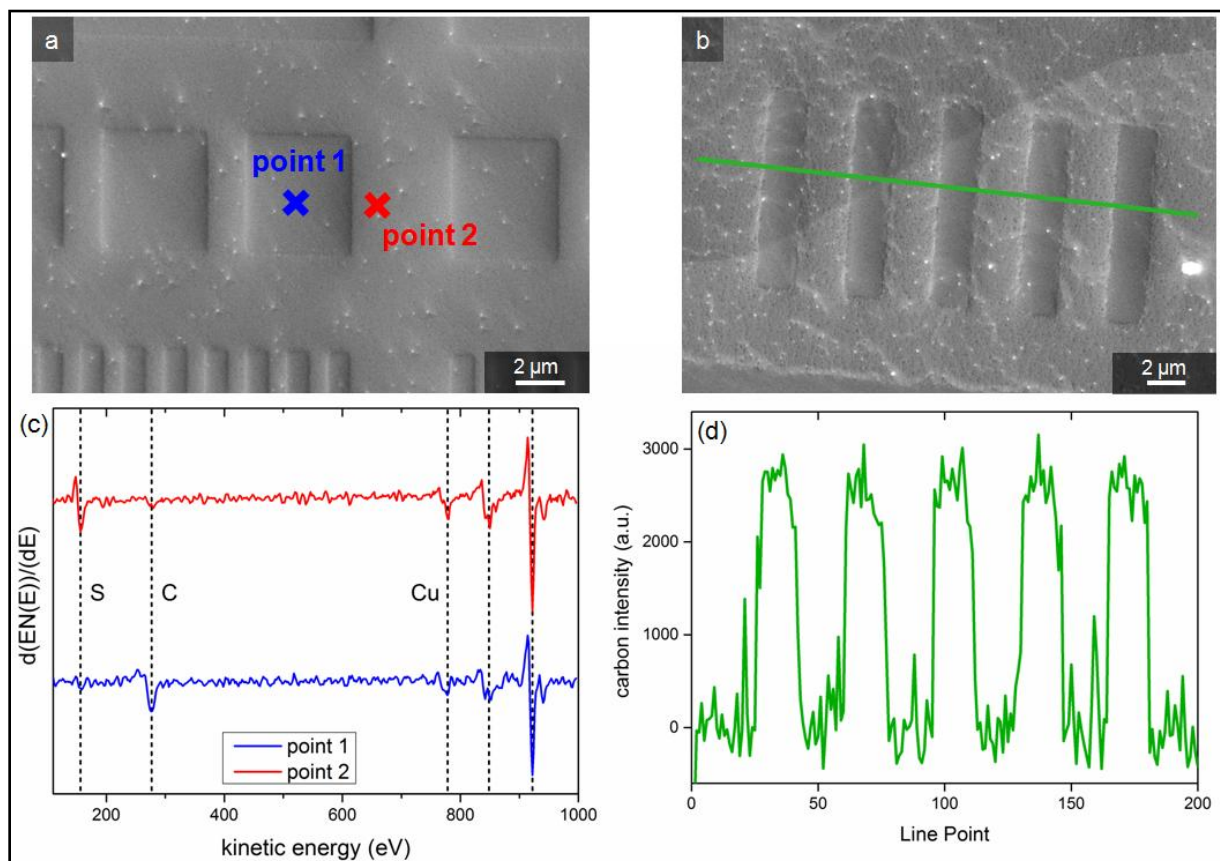 a
point 1
point 2
2 µm
b
2 µm
(c)
d(EN(E))/(dE)
S
C
Cu
point 1
point 2
200
400
600
800
1000
kinetic energy (eV)
(d)
carbon intensity (a.u.)
3000
2000
1000
0
0
50
100
150
200
Line Point